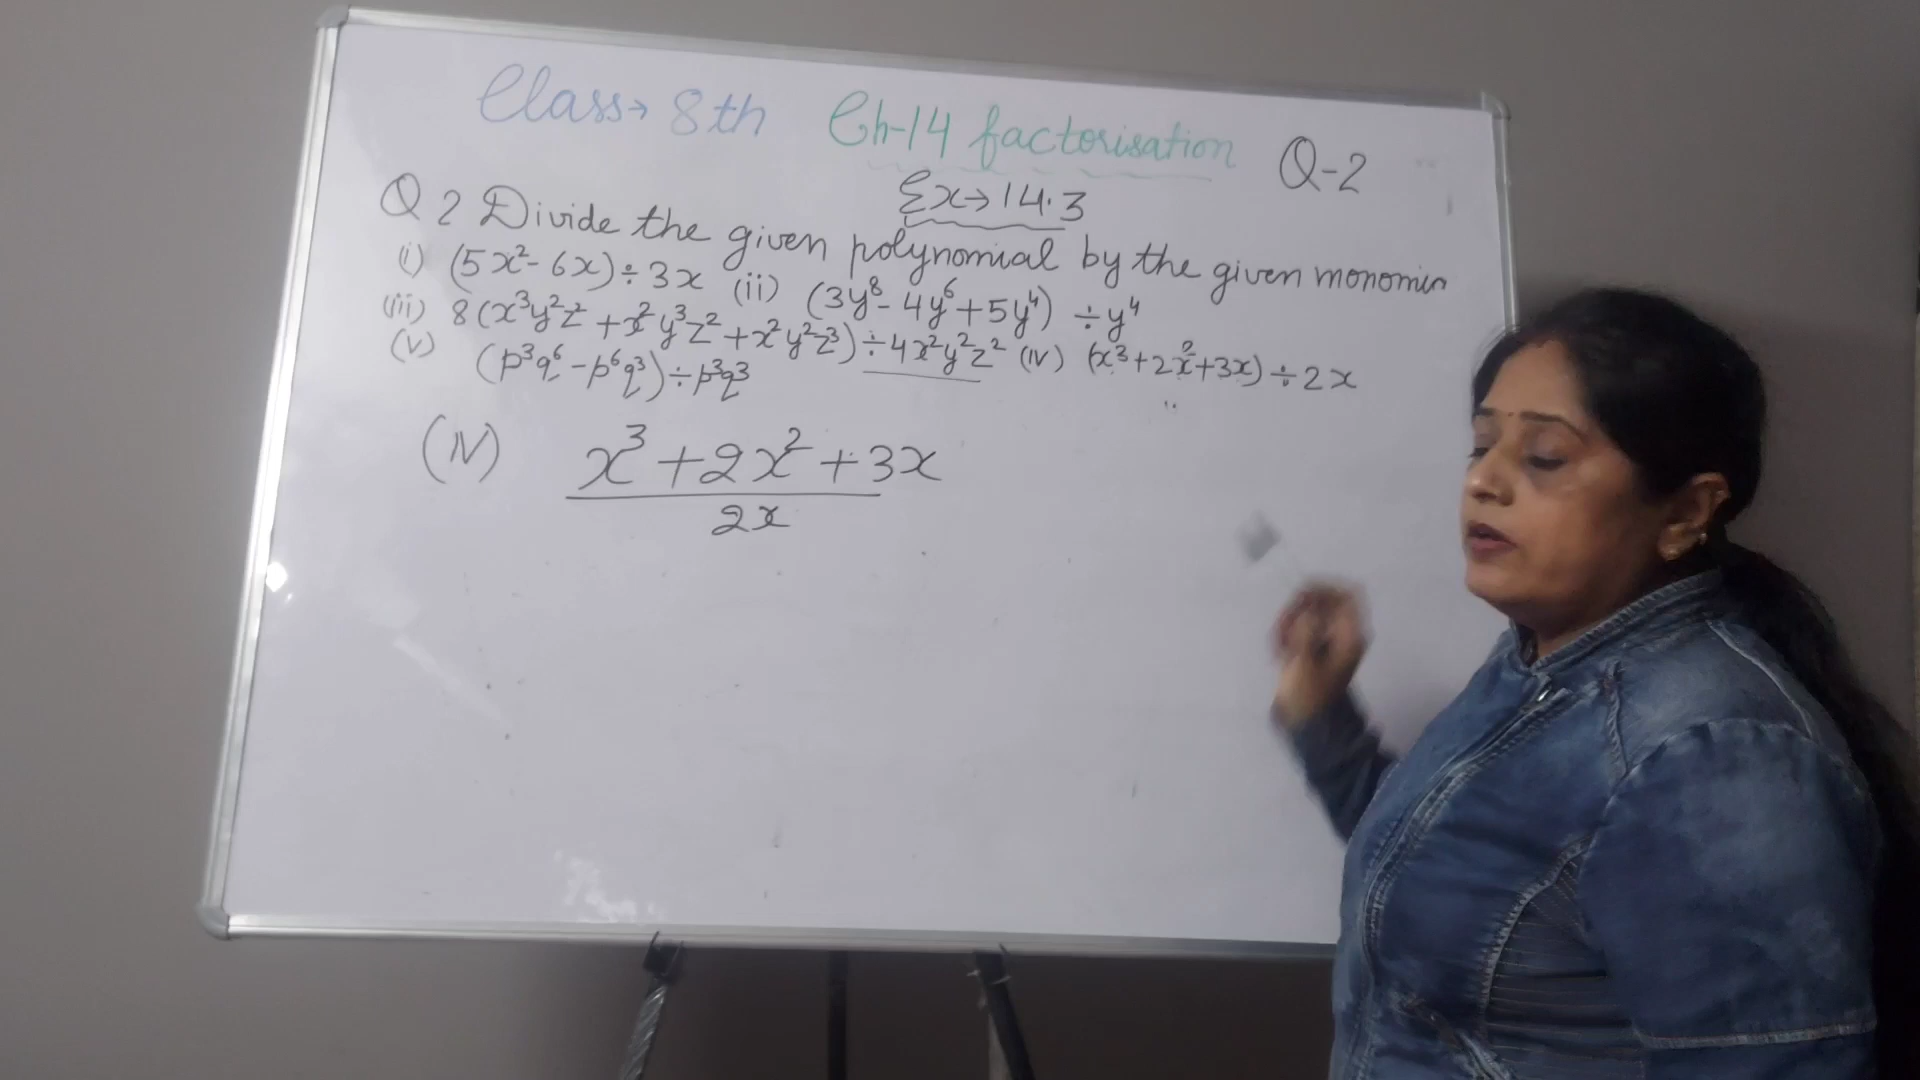 Class→ 8th Ch-14 factorisation Q-2
Ex→14.3
Q 2 Divide the given polynomial by the given monomia
(i) (5x²-6x)÷3x (ii) (3y⁸-4y⁶+5y⁴) ÷y⁴
(iii) 8(x³y²z²+x²y³z²+x²y²z³)÷4x²y²z² (iv) (x³+2x²+3x)÷2x
(v) (p³q⁶-p⁶q³)÷p³q³
(iv) x³+2x²+3x
2x